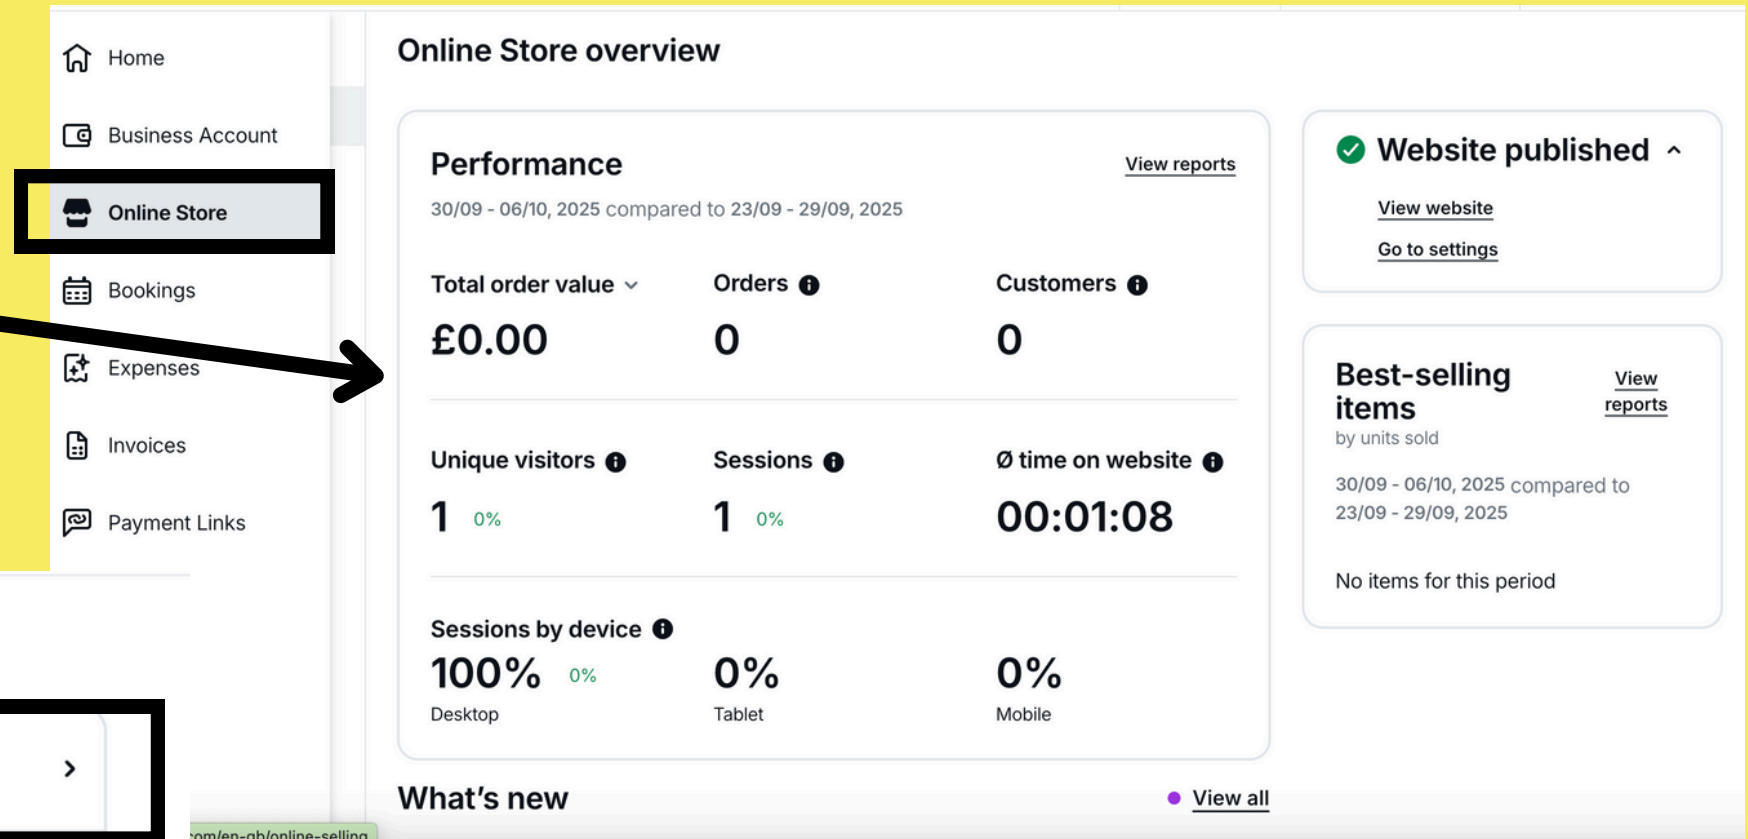 Home
Business Account
Online Store
Bookings
Expenses
Invoices
Payment Links
Online Store overview
Performance
View reports
30/09 - 06/10, 2025 compared to 23/09 - 29/09, 2025
Total order value
Orders
Customers
£0.00
0
0
Unique visitors
Sessions
Ø time on website
1 0%
1 0%
00:01:08
Sessions by device
100% 0%
0%
0%
Desktop
Tablet
Mobile
Website published
View website
Go to settings
Best-selling
items
View
reports
by units sold
30/09 - 06/10, 2025 compared to
23/09 - 29/09, 2025
No items for this period
What's new
View all
com/en-gb/online-selling